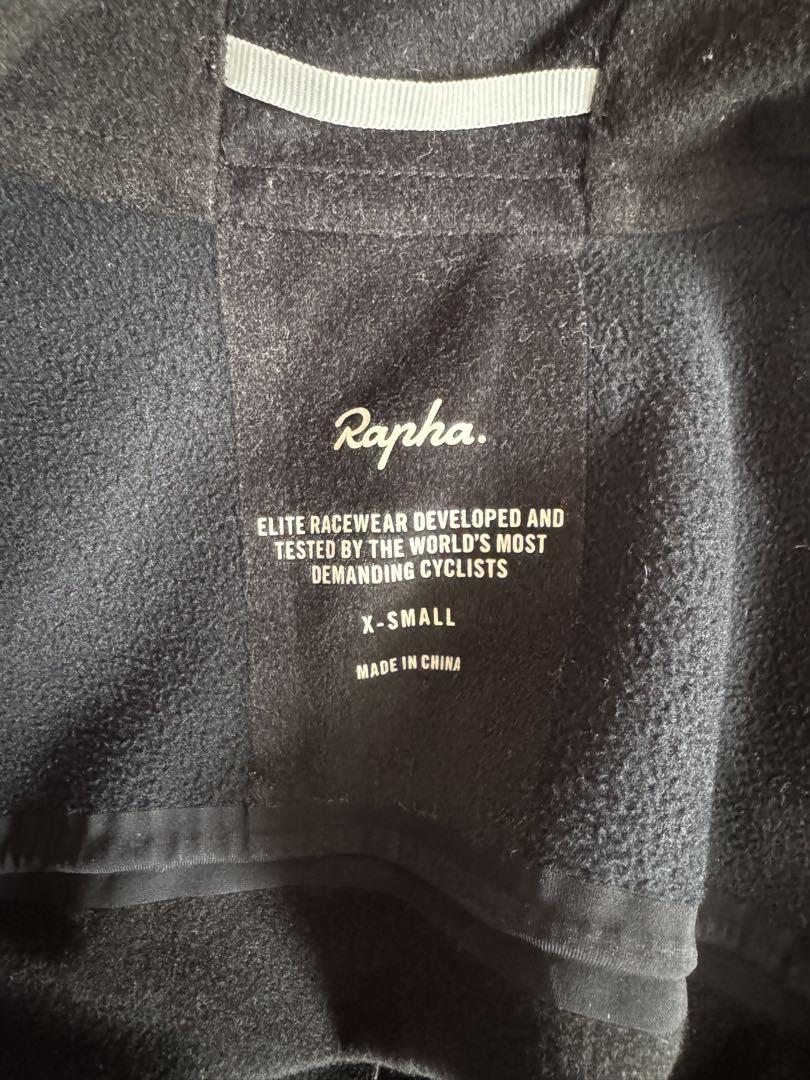 Rapha.
ELITE RACEWEAR DEVELOPED AND
TESTED BY THE WORLD'S MOST
DEMANDING CYCLISTS
X-SMALL
MADE IN CHINA